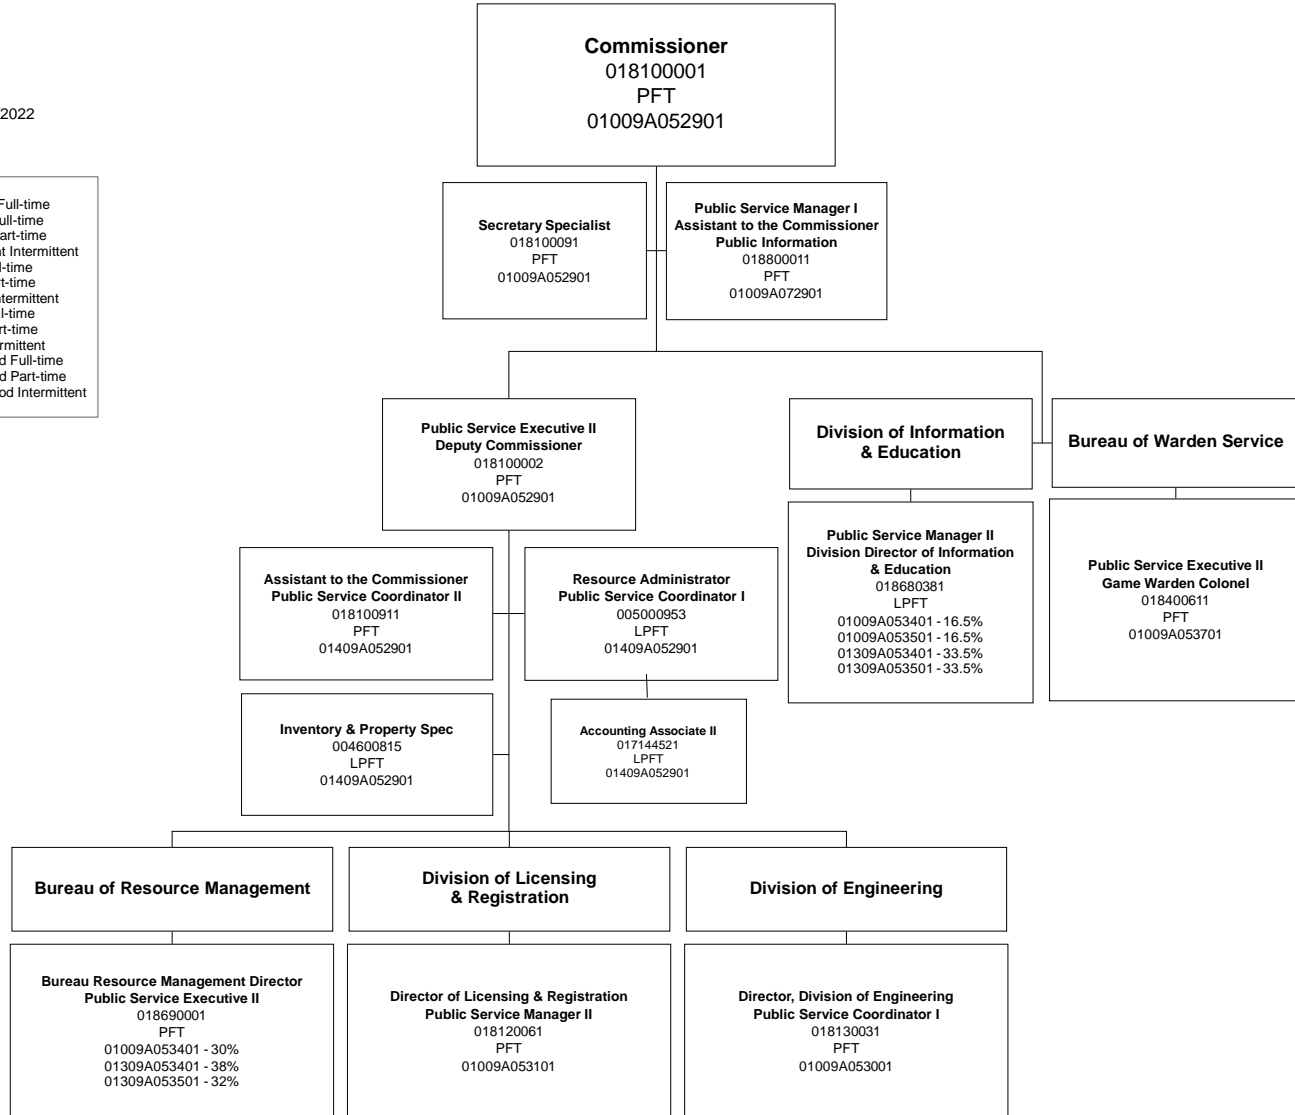 Commissioner
018100001
PFT
01009A052901
2022
Full-time
ull-time
art-time
t Intermittent
l-time
t-time
ntermittent
l-time
rt-time
rmittent
d Full-time
d Part-time
od Intermittent
Secretary Specialist
018100091
PFT
01009A052901
Public Service Manager I
Assistant to the Commissioner
Public Information
018800011
PFT
01009A072901
Public Service Executive II
Deputy Commissioner
018100002
PFT
01009A052901
Division of Information
& Education
Bureau of Warden Service
Public Service Manager II
Division Director of Information
& Education
018680381
LPFT
01009A053401 - 16.5%
01009A053501 - 16.5%
01309A053401 - 33.5%
01309A053501 - 33.5%
Public Service Executive II
Game Warden Colonel
018400611
PFT
01009A053701
Assistant to the Commissioner
Public Service Coordinator II
018100911
PFT
01409A052901
Resource Administrator
Public Service Coordinator I
005000953
LPFT
01409A052901
Inventory & Property Spec
004600815
LPFT
01409A052901
Accounting Associate II
017144521
LPFT
01409A052901
Bureau of Resource Management
Division of Licensing
& Registration
Division of Engineering
Bureau Resource Management Director
Public Service Executive II
018690001
PFT
01009A053401 - 30%
01309A053401 - 38%
01309A053501 - 32%
Director of Licensing & Registration
Public Service Manager II
018120061
PFT
01009A053101
Director, Division of Engineering
Public Service Coordinator I
018130031
PFT
01009A053001